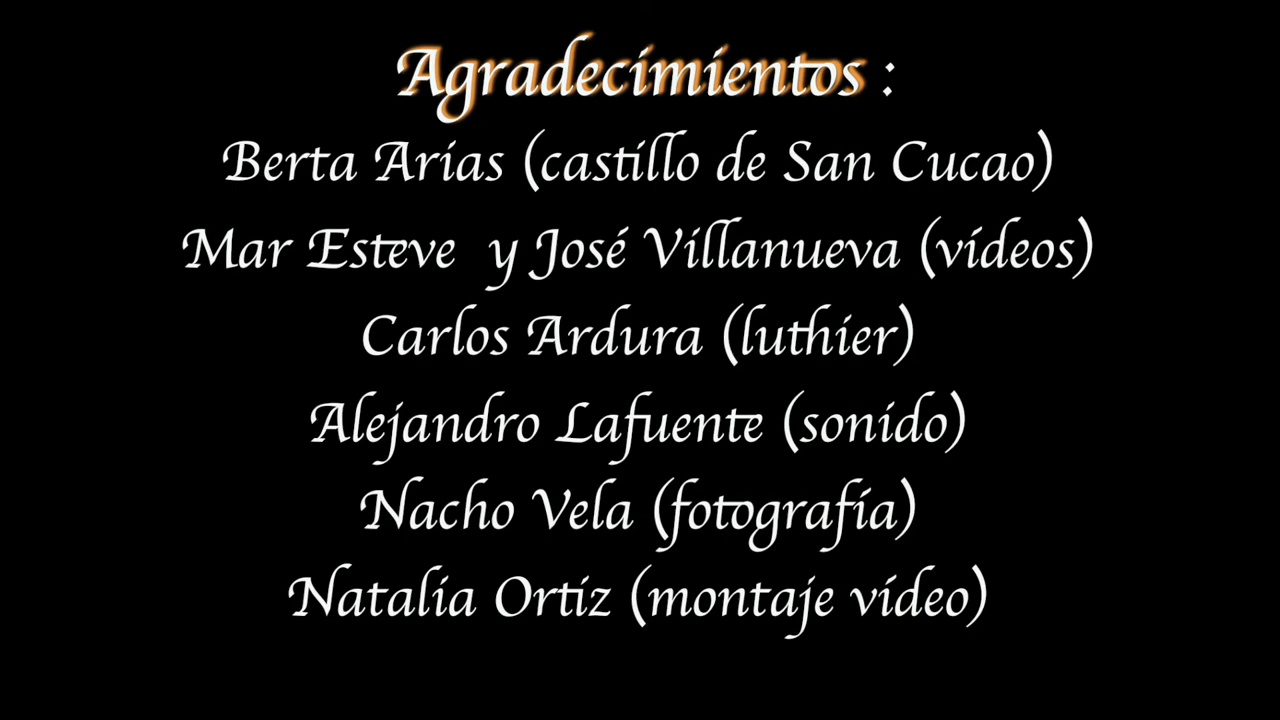 Agradecimientos :
Berta Arias (castillo de San Cucao)
Mar Esteve y José Villanueva (vídeos)
Carlos Ardura (luthier)
Alejandro Lafuente (sonido)
Nacho Vela (fotografía)
Natalia Ortiz (montaje vídeo)